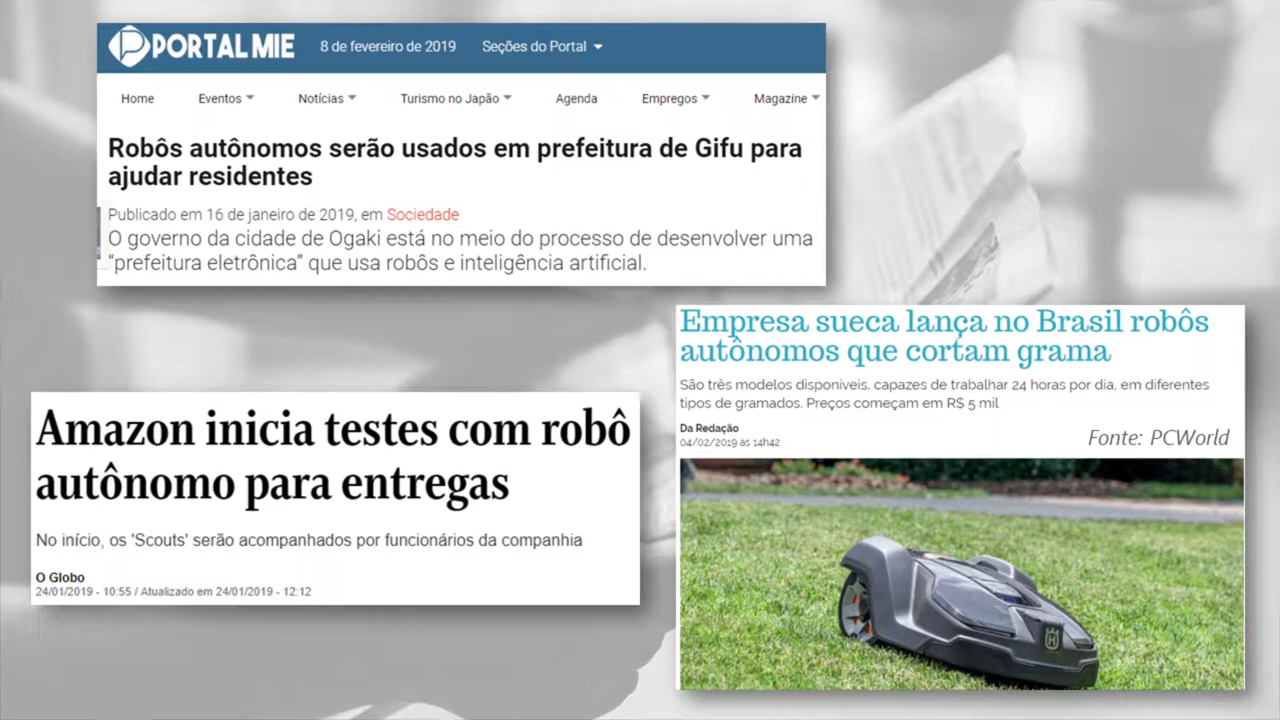 PORTAL MIE
8 de fevereiro de 2019
Seções do Portal
Home
Eventos
Notícias
Turismo no Japão
Agenda
Empregos
Magazine
Robôs autônomos serão usados em prefeitura de Gifu para
ajudar residentes
Publicado em 16 de janeiro de 2019, em Sociedade
O governo da cidade de Ogaki está no meio do processo de desenvolver uma
“prefeitura eletrônica” que usa robôs e inteligência artificial.
Empresa sueca lança no Brasil robôs
autônomos que cortam grama
São três modelos disponíveis, capazes de trabalhar 24 horas por dia, em diferentes
tipos de gramados. Preços começam em R$ 5 mil
Da Redação
04/02/2019 às 14h42
Fonte: PCWorld
Amazon inicia testes com robô
autônomo para entregas
No início, os 'Scouts' serão acompanhados por funcionários da companhia
O Globo
24/01/2019 - 10:55 / Atualizado em 24/01/2019 - 12:12